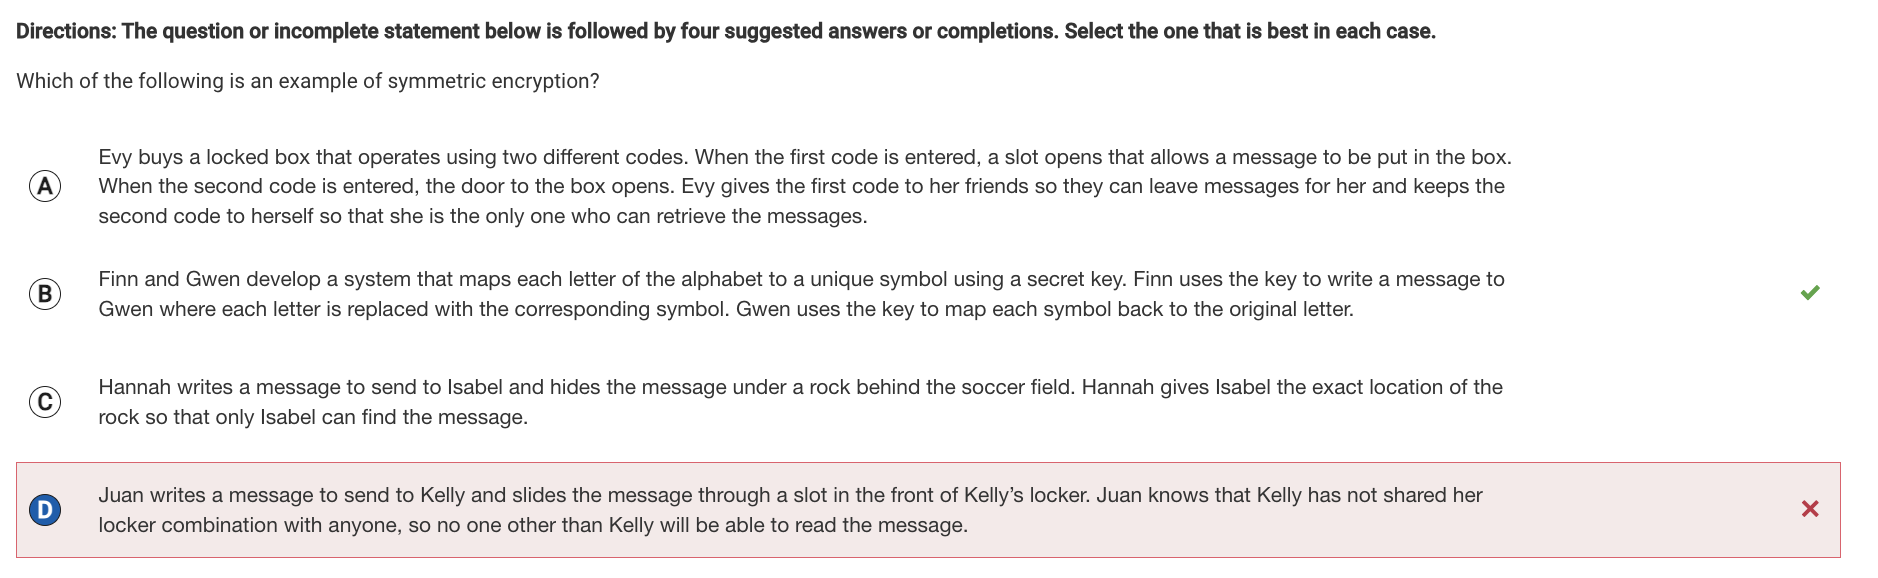 Directions: The question or incomplete statement below is followed by four suggested answers or completions. Select the one that is best in each case.
Which of the following is an example of symmetric encryption?
Evy buys a locked box that operates using two different codes. When the first code is entered, a slot opens that allows a message to be put in the box.
A When the second code is entered, the door to the box opens. Evy gives the first code to her friends so they can leave messages for her and keeps the
second code to herself so that she is the only one who can retrieve the messages.
B Finn and Gwen develop a system that maps each letter of the alphabet to a unique symbol using a secret key. Finn uses the key to write a message to
Gwen where each letter is replaced with the corresponding symbol. Gwen uses the key to map each symbol back to the original letter.
C Hannah writes a message to send to Isabel and hides the message under a rock behind the soccer field. Hannah gives Isabel the exact location of the
rock so that only Isabel can find the message.
D Juan writes a message to send to Kelly and slides the message through a slot in the front of Kelly’s locker. Juan knows that Kelly has not shared her
locker combination with anyone, so no one other than Kelly will be able to read the message.